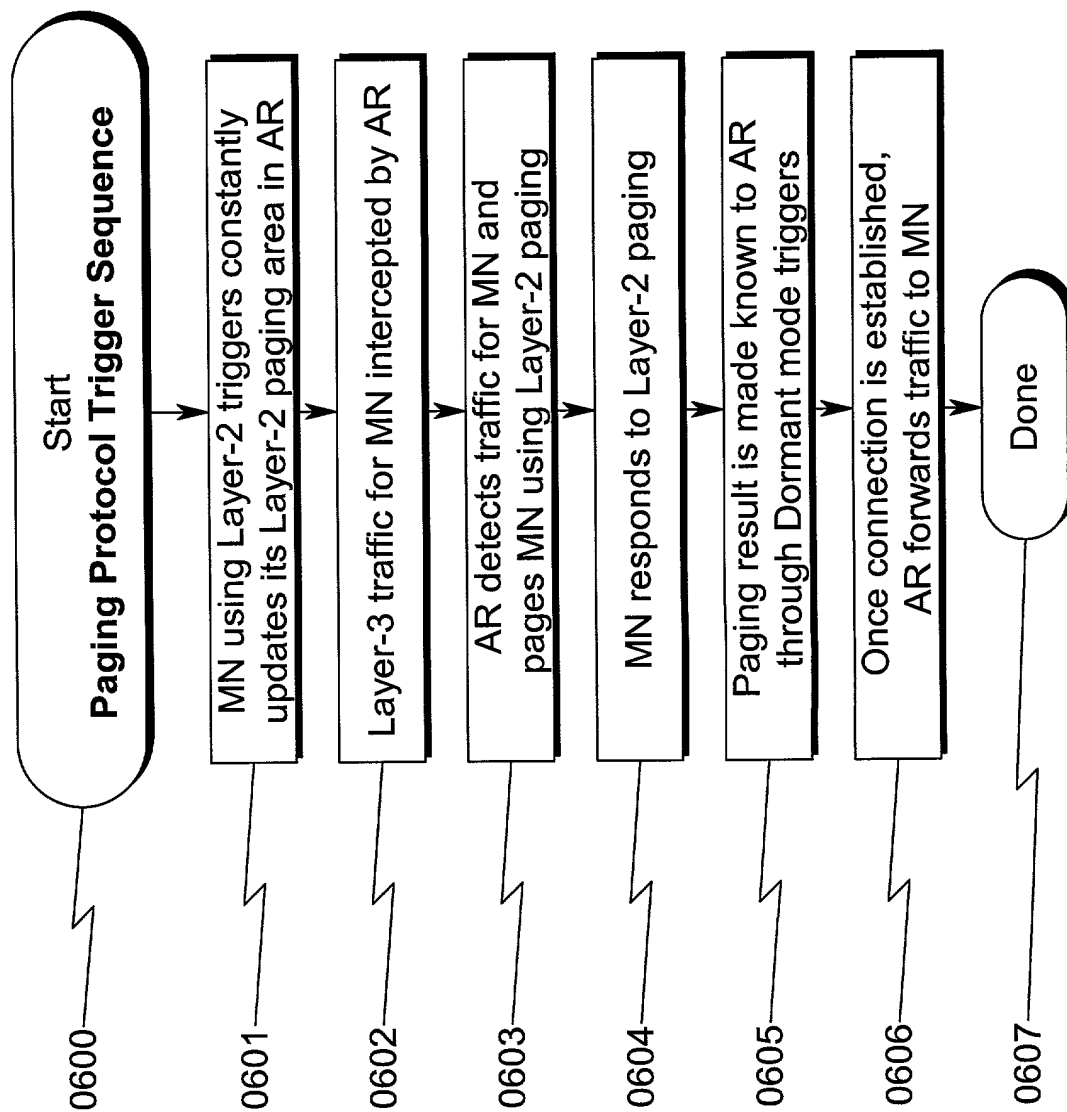 Start
Paging Protocol Trigger Sequence
0600
MN using Layer-2 triggers constantly
updates its Layer-2 paging area in AR
0601
Layer-3 traffic for MN intercepted by AR
0602
AR detects traffic for MN and
pages MN using Layer-2 paging
0603
MN responds to Layer-2 paging
0604
Paging result is made known to AR
through Dormant mode triggers
0605
Once connection is established,
AR forwards traffic to MN
0606
Done
0607